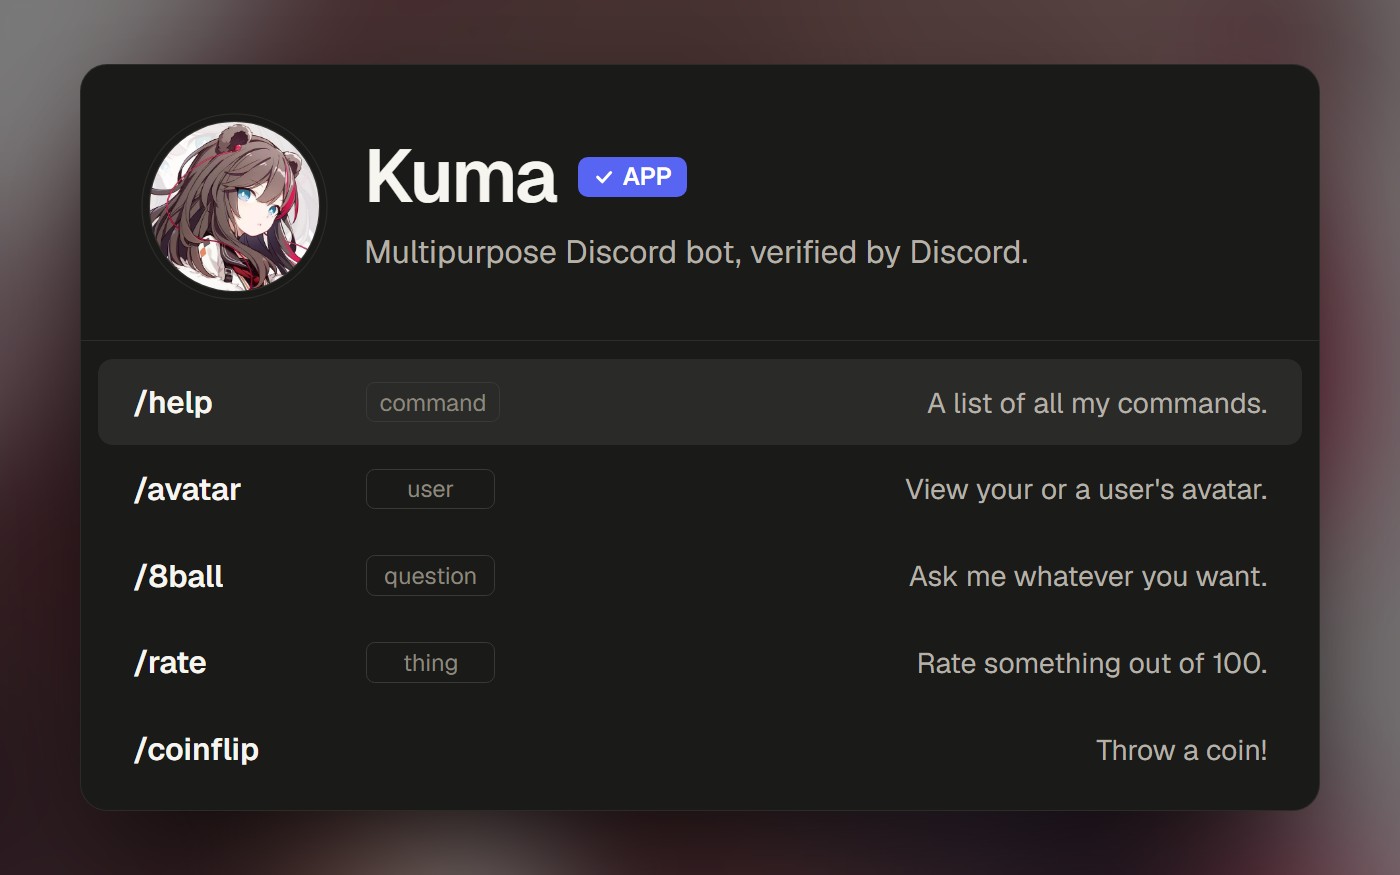 Kuma
APP
Multipurpose Discord bot, verified by Discord.
/help command A list of all my commands.
/avatar user View your or a user's avatar.
/8ball question Ask me whatever you want.
/rate thing Rate something out of 100.
/coinflip Throw a coin!